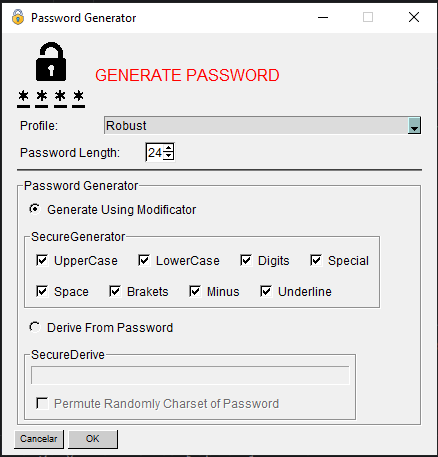 Password Generator
GENERATE PASSWORD
* * * *
Profile: Robust
Password Length: 24
Password Generator
Generate Using Modificator
SecureGenerator
UpperCase LowerCase Digits Special
Space Brakets Minus Underline
Derive From Password
SecureDerive
Permute Randomly Charset of Password
Cancelar OK